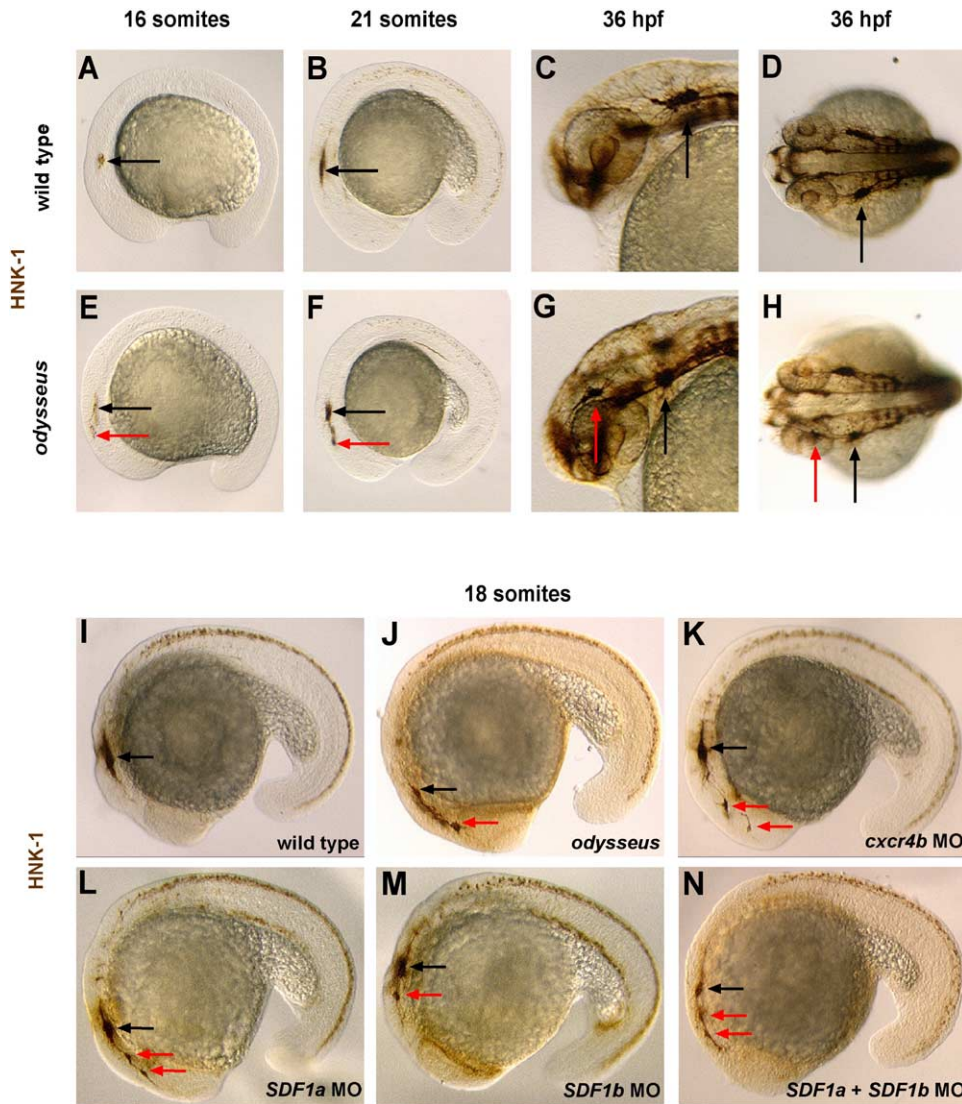 16 somites
21 somites
36 hpf
36 hpf
HNK-1
wild type
A
B
C
D
odysseus
E
F
G
H
18 somites
HNK-1
I
wild type
J
odysseus
K
cxcr4b MO
L
SDF1a MO
M
SDF1b MO
N
SDF1a + SDF1b MO